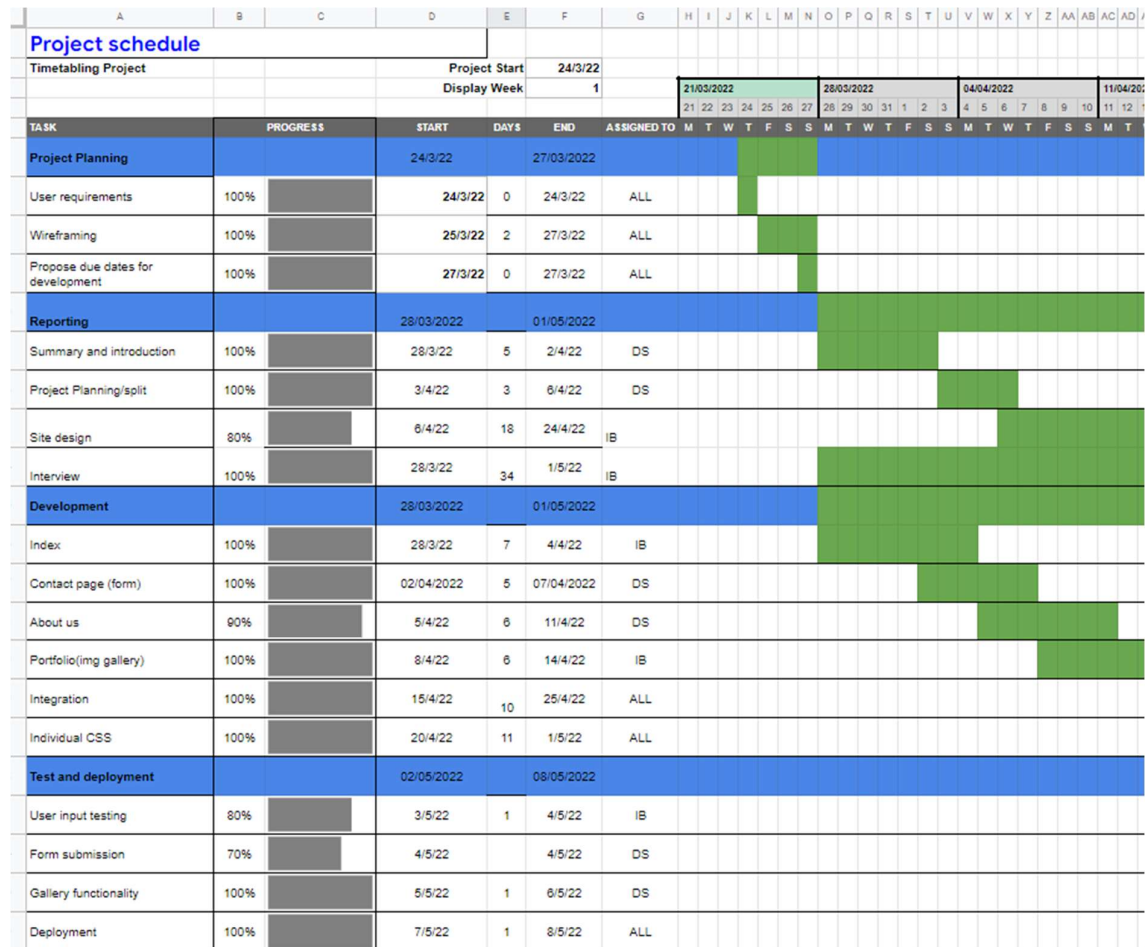 A B C D E F G H I J K L M N O P Q R S T U V W X Y Z AA AB AC AD
Project schedule
Timetabling Project Project Start 24/3/22
Display Week 1 21/03/2022 28/03/2022 04/04/2022 11/04/202
21 22 23 24 25 26 27 28 29 30 31 1 2 3 4 5 6 7 8 9 10 11 12
TASK PROGRESS START DAYS END ASSIGNED TO M T W T F S S M T W T F S S M T W T F S S M T
Project Planning 24/3/22 27/03/2022
User requirements 100% 24/3/22 0 24/3/22 ALL
Wireframing 100% 25/3/22 2 27/3/22 ALL
Propose due dates for
development 100% 27/3/22 0 27/3/22 ALL
Reporting 28/03/2022 01/05/2022
Summary and introduction 100% 28/3/22 5 2/4/22 DS
Project Planning/split 100% 3/4/22 3 6/4/22 DS
Site design 80% 6/4/22 18 24/4/22 IB
Interview 100% 28/3/22 34 1/5/22 IB
Development 28/03/2022 01/05/2022
Index 100% 28/3/22 7 4/4/22 IB
Contact page (form) 100% 02/04/2022 5 07/04/2022 DS
About us 90% 5/4/22 6 11/4/22 DS
Portfolio(img gallery) 100% 8/4/22 6 14/4/22 IB
Integration 100% 15/4/22 10 25/4/22 ALL
Individual CSS 100% 20/4/22 11 1/5/22 ALL
Test and deployment 02/05/2022 08/05/2022
User input testing 80% 3/5/22 1 4/5/22 IB
Form submission 70% 4/5/22 4/5/22 DS
Gallery functionality 100% 5/5/22 1 6/5/22 DS
Deployment 100% 7/5/22 1 8/5/22 ALL